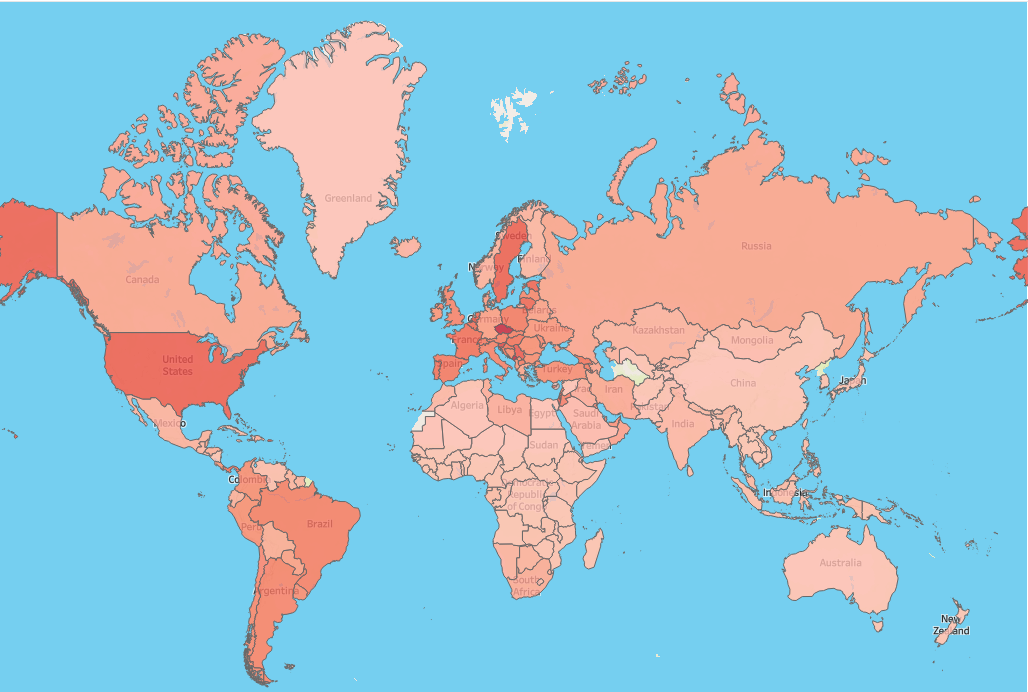 Greenland
Russia
Canada
Sweden
Finland
Norway
Belarus
Germany
Ukraine
Kazakhstan
Mongolia
France
United
States
Spain
Turkey
China
Japan
Iraq
Iran
Algeria
Libya
Egypt
Saudi
Arabia
Pakistan
India
Mexico
Sudan
Yemen
Colombia
Democratic
Republic
of Congo
Indonesia
Brazil
Peru
Australia
South
Africa
Argentina
New
Zealand